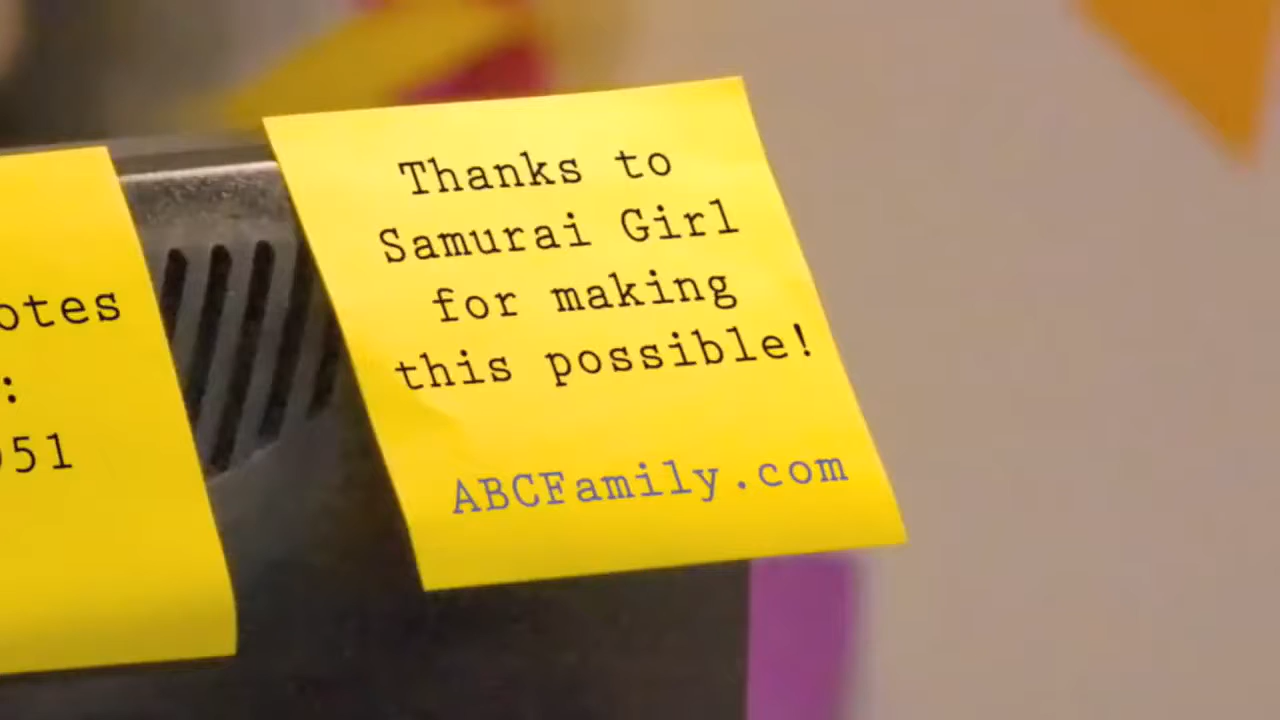 otes
:
51
Thanks to
Samurai Girl
for making
this possible!
ABCFamily.com